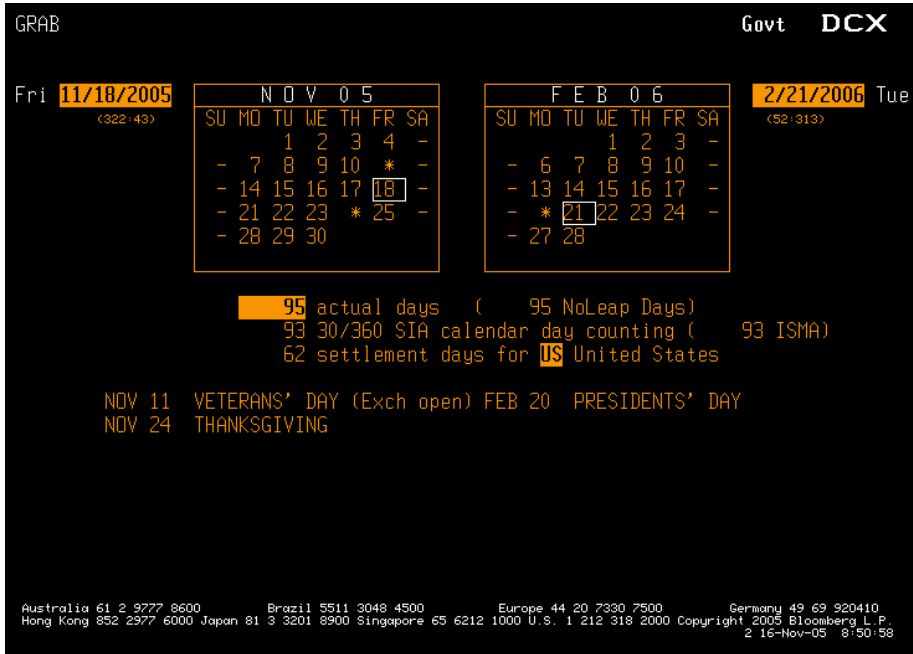 GRAB Govt DCX
Fri 11/18/2005 NOV 05 FEB 06 2/21/2006 Tue
(322:43) SU MO TU WE TH FR SA SU MO TU WE TH FR SA (52:313)
1 2 3 4 - 1 2 3 -
- 7 8 9 10 * - - 6 7 8 9 10 -
- 14 15 16 17 18 - - 13 14 15 16 17 -
- 21 22 23 * 25 - - * 21 22 23 24 -
- 28 29 30 - 27 28
95 actual days ( 95 NoLeap Days)
93 30/360 SIA calendar day counting ( 93 ISMA)
62 settlement days for US United States
NOV 11 VETERANS' DAY (Exch open) FEB 20 PRESIDENTS' DAY
NOV 24 THANKSGIVING
Australia 61 2 9777 8600 Brazil 5511 3048 4500 Europe 44 20 7330 7500 Germany 49 69 920410
Hong Kong 852 2977 6000 Japan 81 3 3201 8900 Singapore 65 6212 1000 U.S. 1 212 318 2000 Copyright 2005 Bloomberg L.P.
2 16-Nov-05 8:50:58